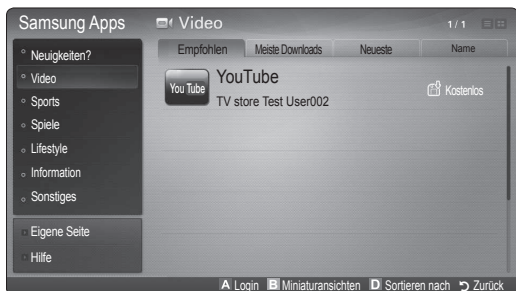 Samsung Apps
Video
1/1
Neuigkeiten?
Video
Sports
Spiele
Lifestyle
Information
Sonstiges
Eigene Seite
Hilfe
Empfohlen Meiste Downloads Neueste Name
You Tube
YouTube
TV store Test User002
Kostenlos
A Login B Miniaturansichten D Sortieren nach Zurück